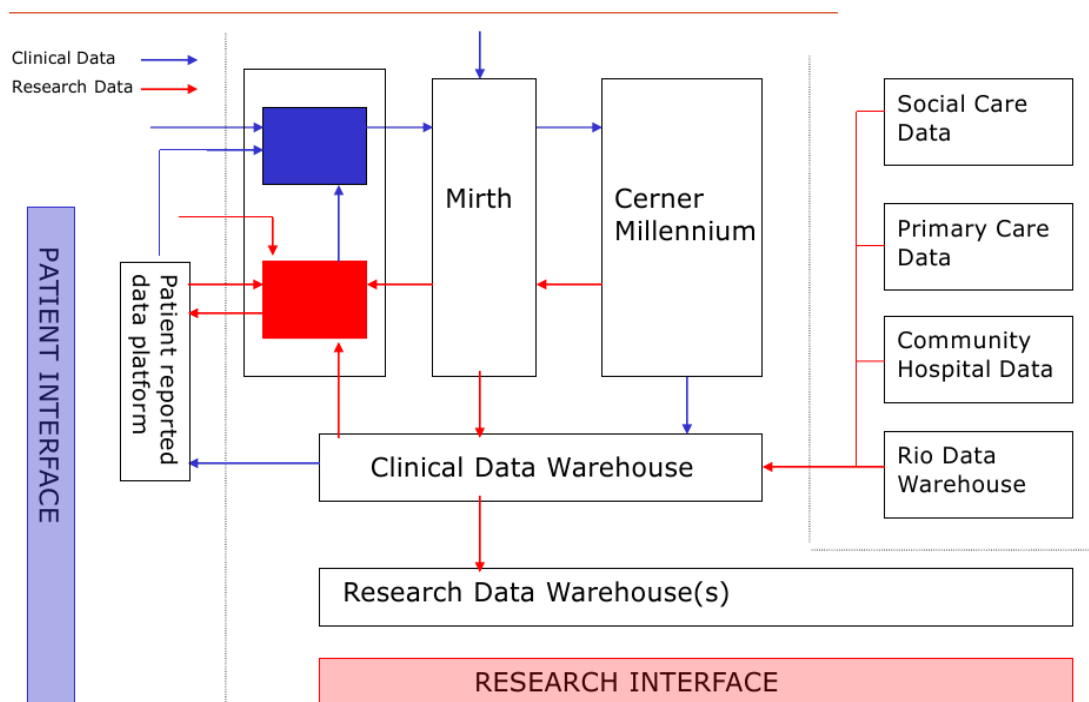 Clinical Data
Research Data
PATIENT INTERFACE
Patient reported
data platform
Mirth
Cerner
Millennium
Social Care
Data
Primary Care
Data
Community
Hospital Data
Rio Data
Warehouse
Clinical Data Warehouse
Research Data Warehouse(s)
RESEARCH INTERFACE